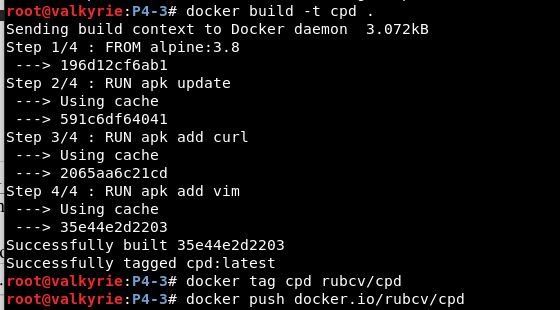 root@valkyrie:P4-3# docker build -t cpd .
Sending build context to Docker daemon  3.072kB
Step 1/4 : FROM alpine:3.8
 ---> 196d12cf6ab1
Step 2/4 : RUN apk update
 ---> Using cache
 ---> 591c6df64041
Step 3/4 : RUN apk add curl
 ---> Using cache
 ---> 2065aa6c21cd
Step 4/4 : RUN apk add vim
 ---> Using cache
 ---> 35e44e2d2203
Successfully built 35e44e2d2203
Successfully tagged cpd:latest
root@valkyrie:P4-3# docker tag cpd rubcv/cpd
root@valkyrie:P4-3# docker push docker.io/rubcv/cpd